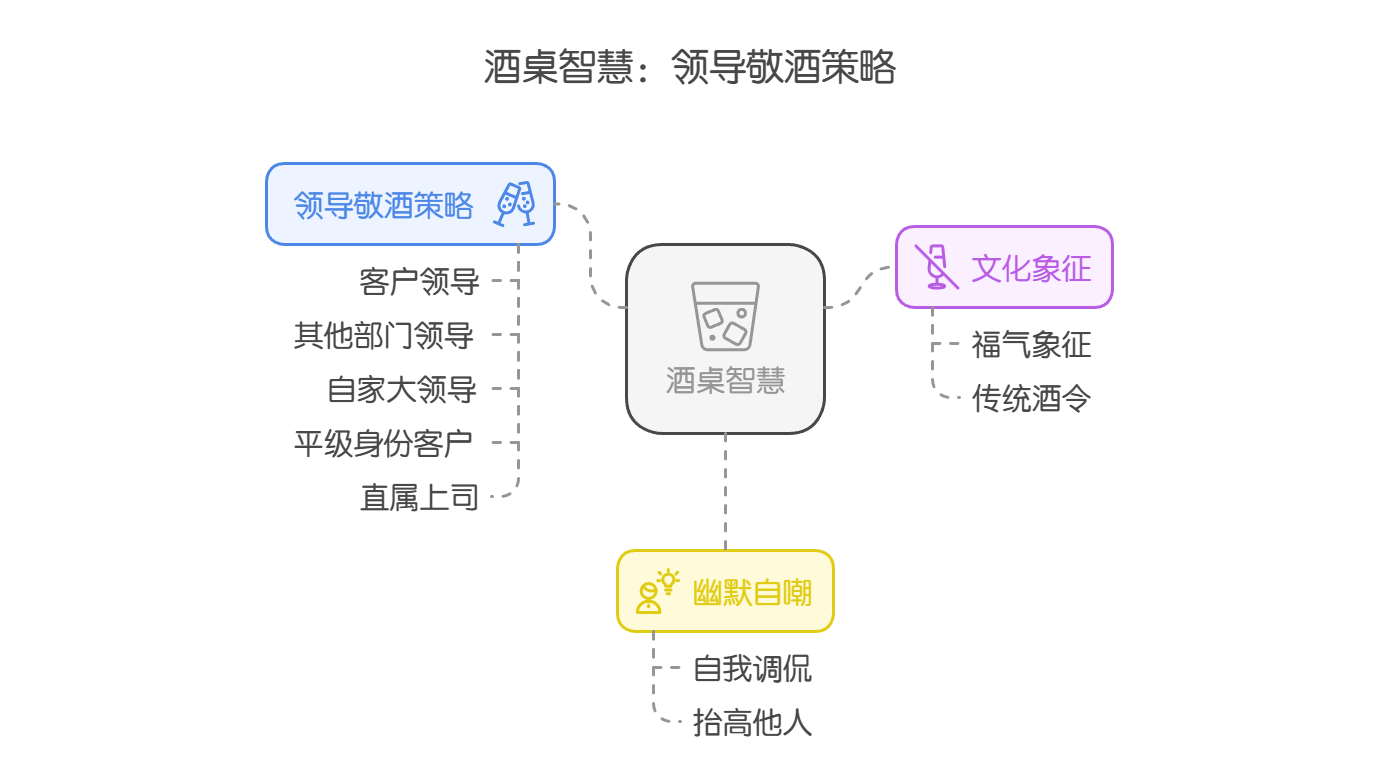 酒桌智慧：领导敬酒策略
领导敬酒策略
客户领导
其他部门领导
自家大领导
平级身份客户
直属上司
酒桌智慧
文化象征
福气象征
传统酒令
幽默自嘲
自我调侃
抬高他人